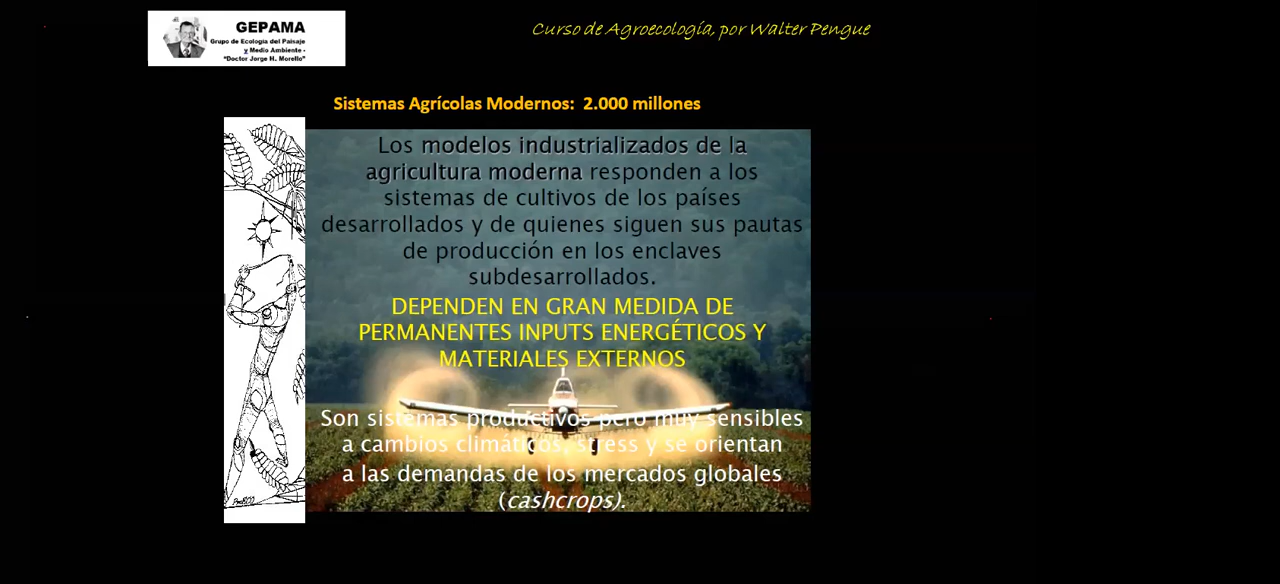 GEPAMA
Grupo de Ecología del Paisaje
y Medio Ambiente -
"Doctor Jorge H. Morello"
Curso de Agroecología, por Walter Pengue
Sistemas Agrícolas Modernos: 2.000 millones
Los modelos industrializados de la
agricultura moderna responden a los
sistemas de cultivos de los países
desarrollados y de quienes siguen sus pautas
de producción en los enclaves
subdesarrollados.
DEPENDEN EN GRAN MEDIDA DE
PERMANENTES INPUTS ENERGÉTICOS Y
MATERIALES EXTERNOS
Son sistemas productivos pero muy sensibles
a cambios climáticos, stress y se orientan
a las demandas de los mercados globales
(cashcrops).